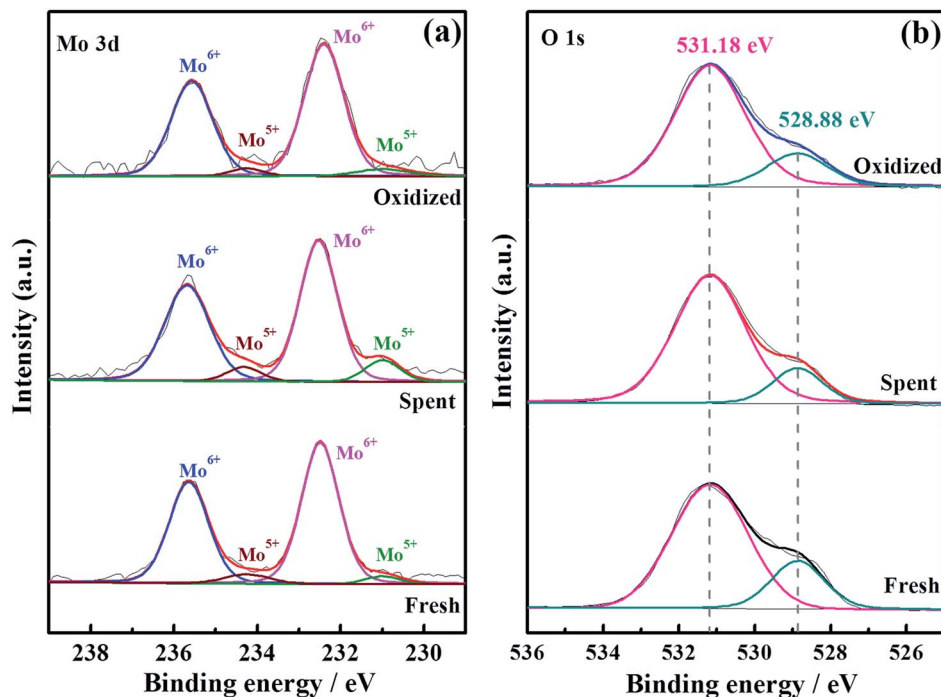 Mo 3d
(a)
Mo⁶⁺
Mo⁶⁺
Mo⁵⁺
Mo⁵⁺
Oxidized
Mo⁶⁺
Mo⁶⁺
Mo⁵⁺
Mo⁵⁺
Spent
Mo⁶⁺
Mo⁶⁺
Mo⁵⁺
Mo⁵⁺
Fresh
Intensity (a.u.)
238 236 234 232 230
Binding energy / eV
O 1s
(b)
531.18 eV
528.88 eV
Oxidized
Spent
Fresh
Intensity (a.u.)
536 534 532 530 528 526
Binding energy / eV